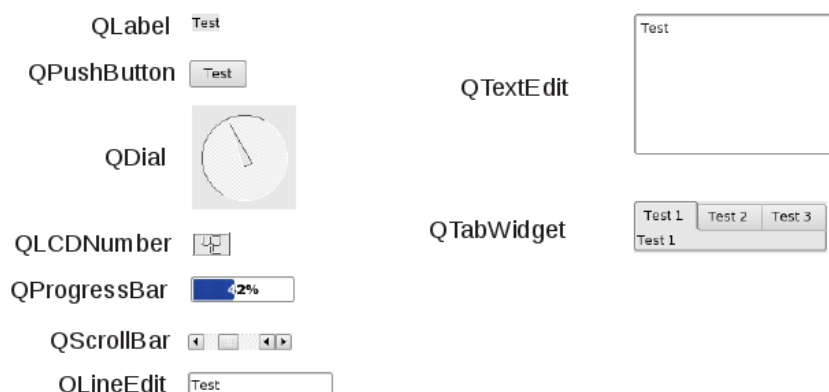 QLabel Test
QPushButton Test
QDial
QLCDNumber 42
QProgressBar 42%
QScrollBar
QLineEdit Test
QTextEdit Test
QTabWidget Test 1 Test 2 Test 3
Test 1